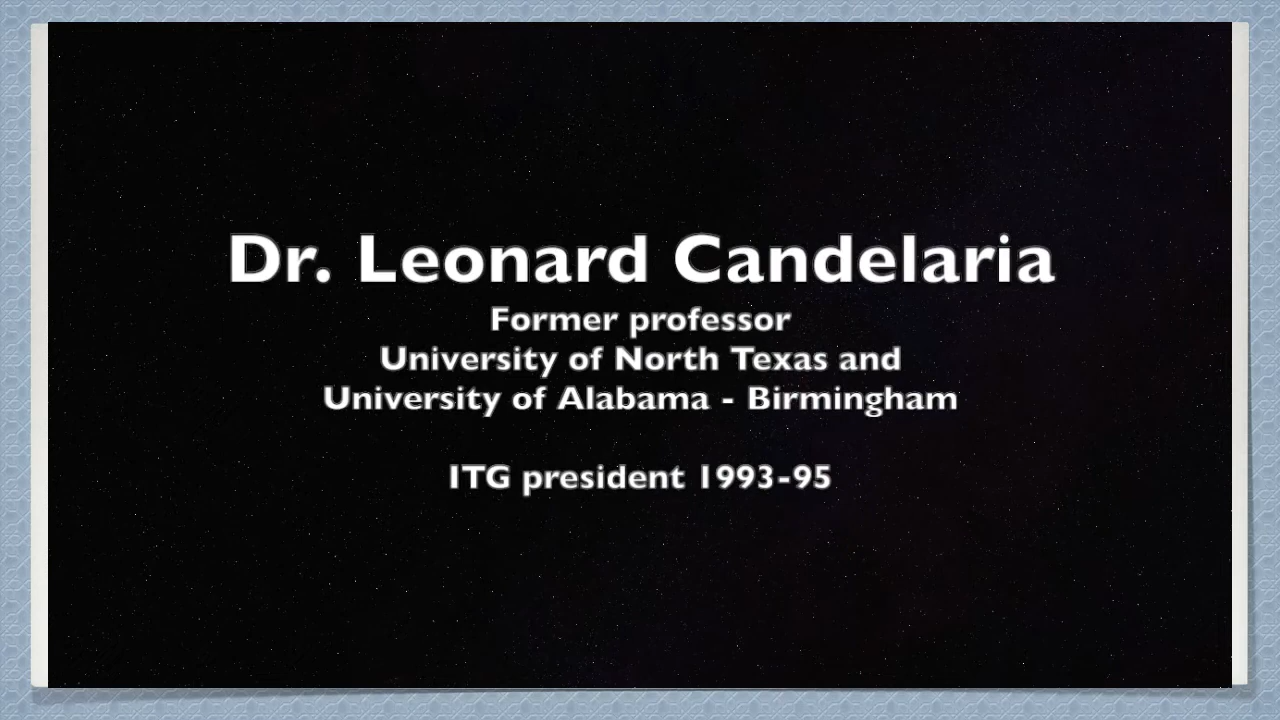 Dr. Leonard Candelaria
Former professor
University of North Texas and
University of Alabama - Birmingham
ITG president 1993-95